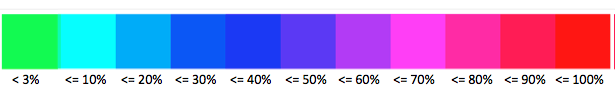 < 3% <= 10% <= 20% <= 30% <= 40% <= 50% <= 60% <= 70% <= 80% <= 90% <= 100%